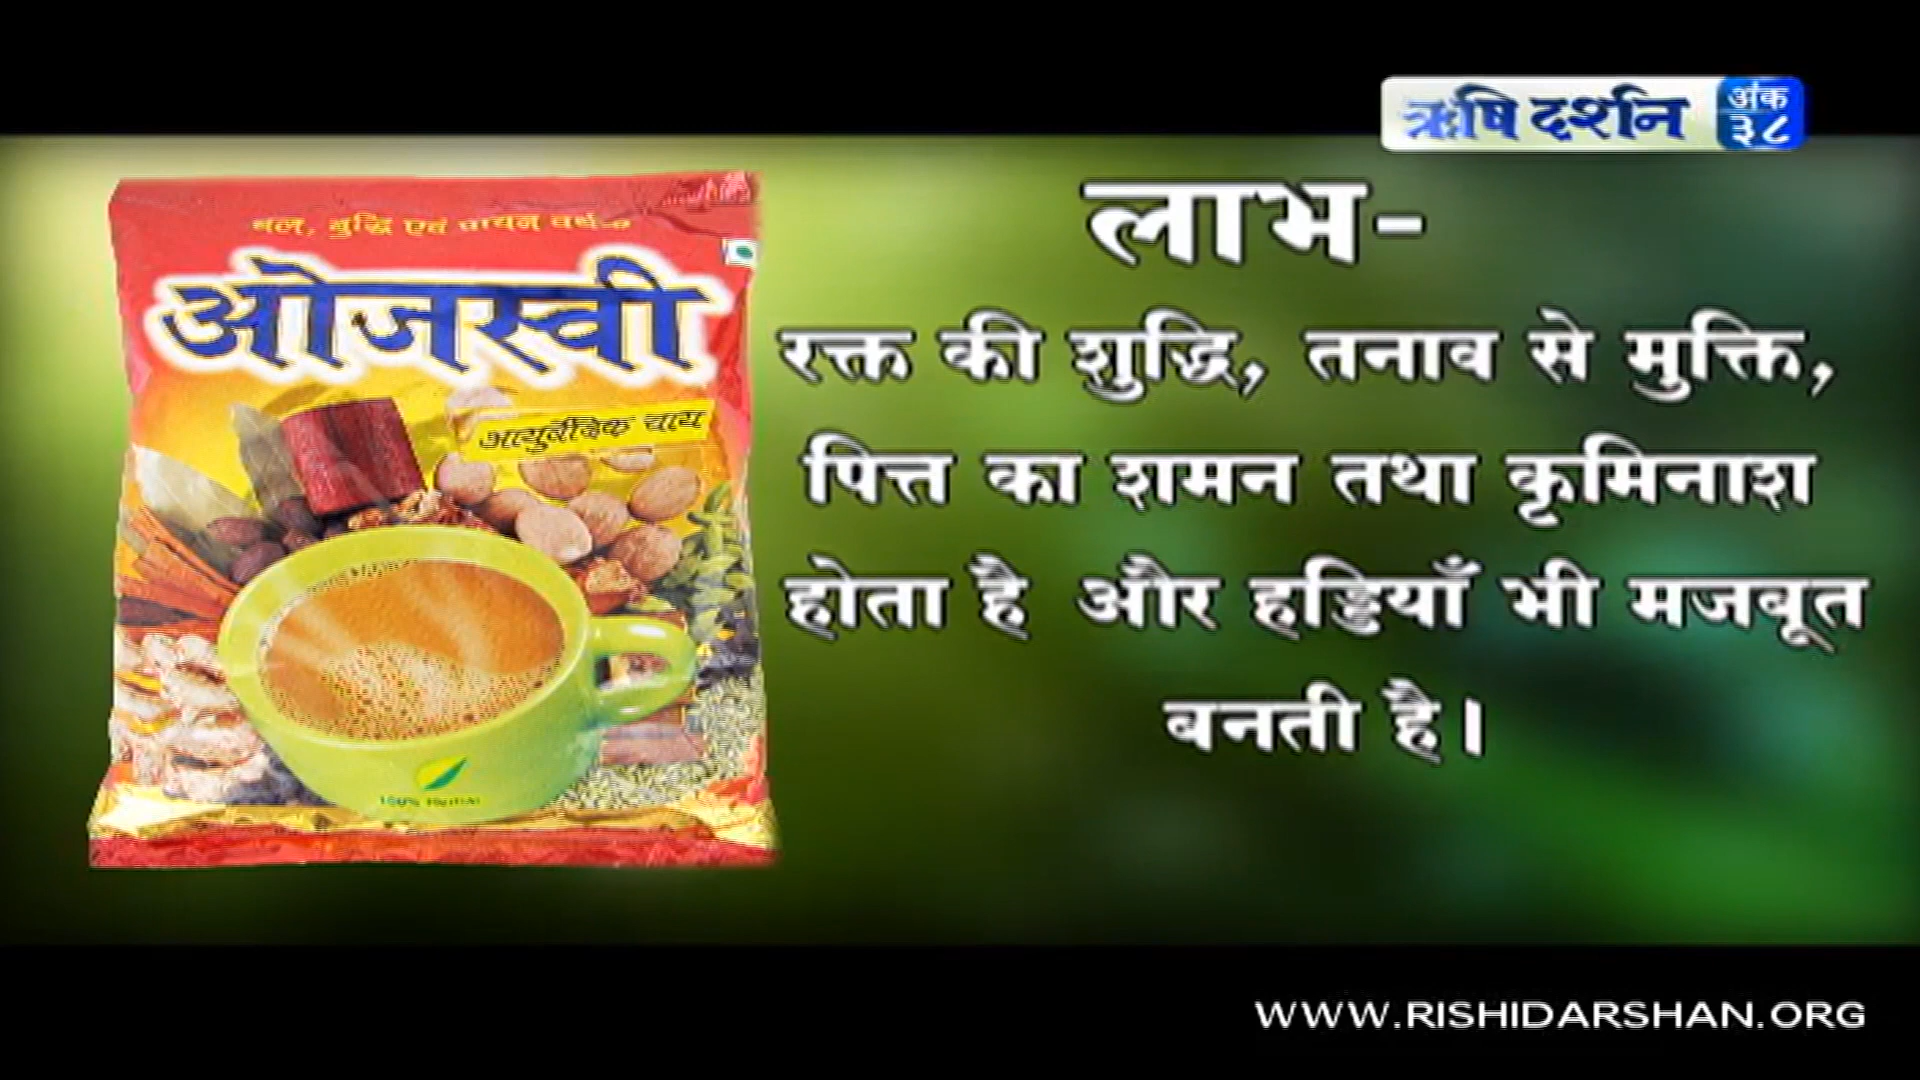 ऋषि दर्शन अंक ३८
बल, बुद्धि एवं पाचन वर्धक
ओजस्वी
आयुर्वेदिक चाय
100% Herbal
लाभ-
रक्त की शुद्धि, तनाव से मुक्ति,
पित्त का शमन तथा कृमिनाश
होता है और हड्डियाँ भी मजबूत
बनती है।
WWW.RISHIDARSHAN.ORG